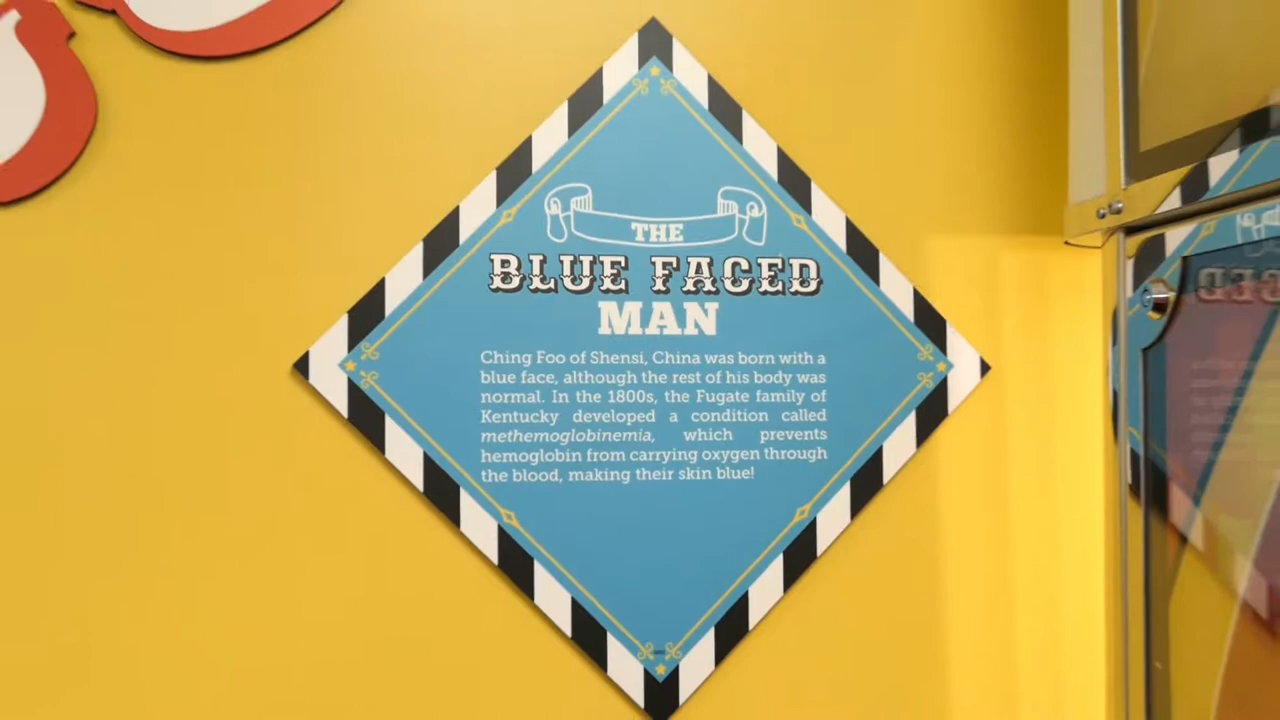 THE
BLUE FACED
MAN
Ching Foo of Shensi, China was born with a
blue face, although the rest of his body was
normal. In the 1800s, the Fugate family of
Kentucky developed a condition called
methemoglobinemia, which prevents
hemoglobin from carrying oxygen through
the blood, making their skin blue!